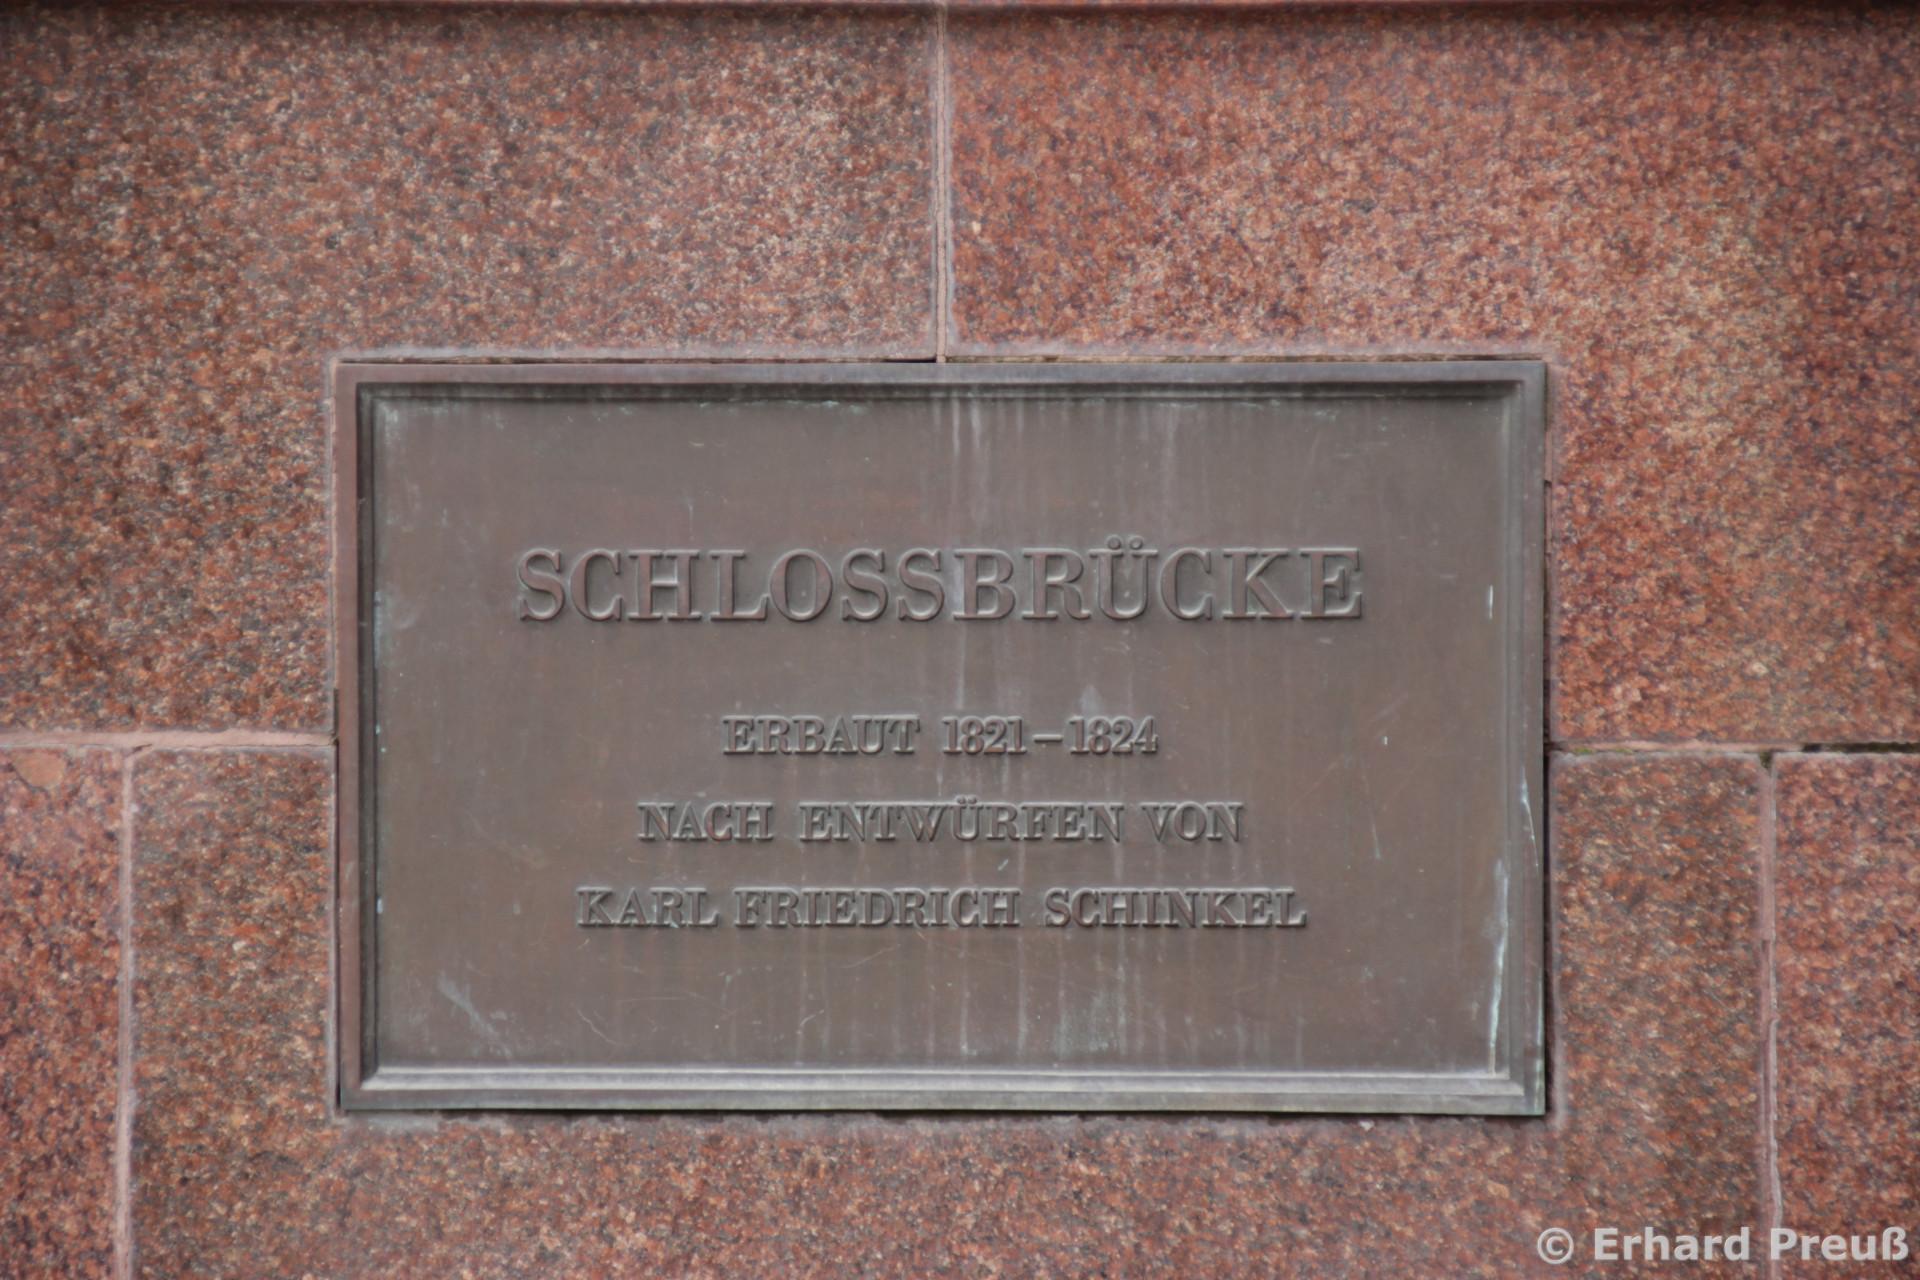 SCHLOSSBRÜCKE
ERBAUT 1821–1824
NACH ENTWÜRFEN VON
KARL FRIEDRICH SCHINKEL
© Erhard Preuß